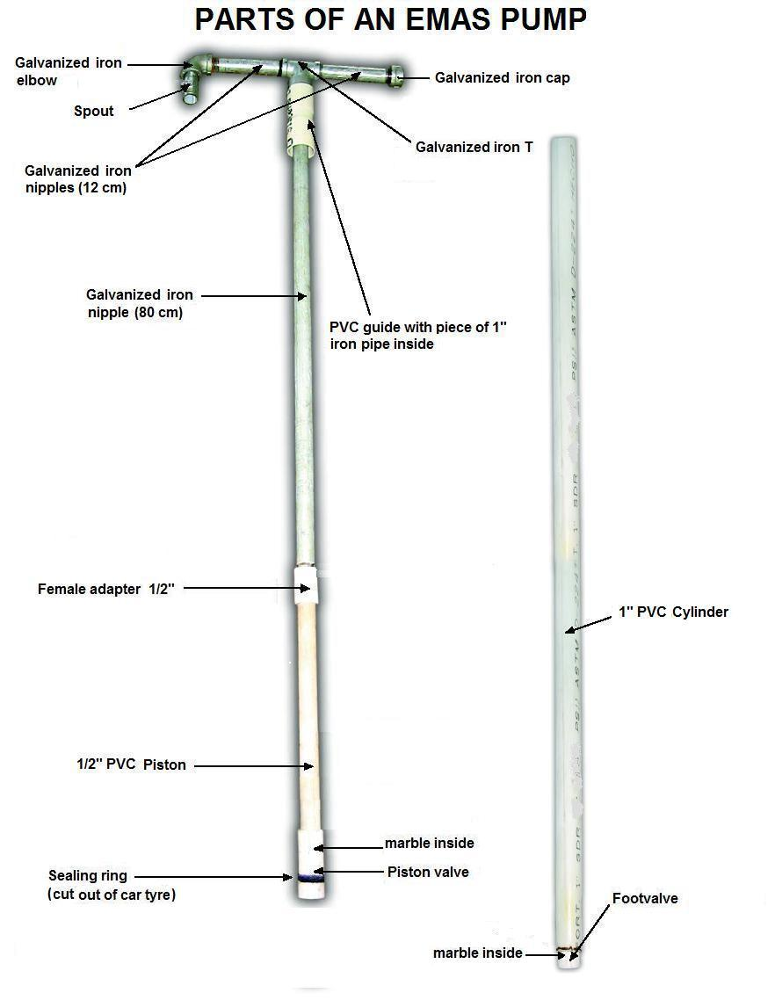 PARTS OF AN EMAS PUMP
Galvanized iron
elbow
Spout
Galvanized iron
nipples (12 cm)
Galvanized iron cap
Galvanized iron T
Galvanized iron
nipple (80 cm)
PVC guide with piece of 1"
iron pipe inside
Female adapter 1/2"
1" PVC Cylinder
1/2" PVC Piston
marble inside
Piston valve
Sealing ring
(cut out of car tyre)
Footvalve
marble inside